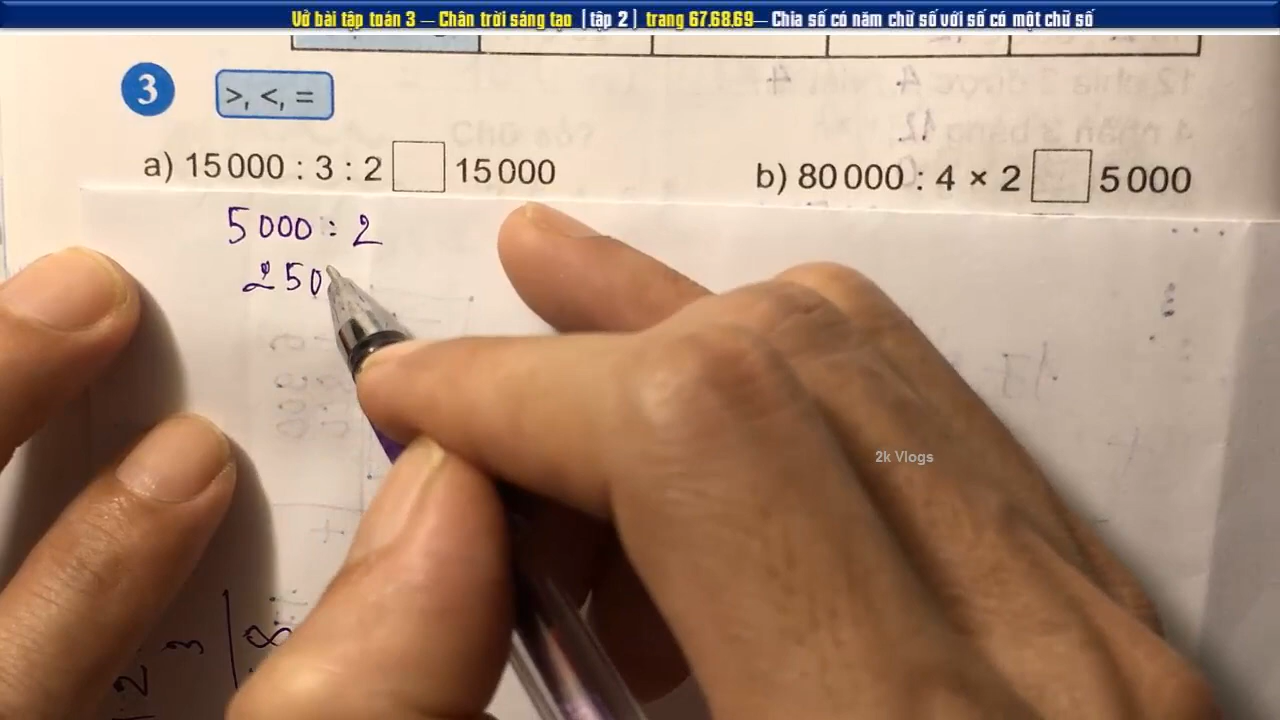 Vở bài tập toán 3 – Chân trời sáng tạo (tập 2) trang 67,68,69– Chia số có năm chữ số với số có một chữ số
3 >, <, =
a) 15 000 : 3 : 2 15 000
b) 80 000 : 4 × 2 5 000
5 000 : 2
250
2k Vlogs